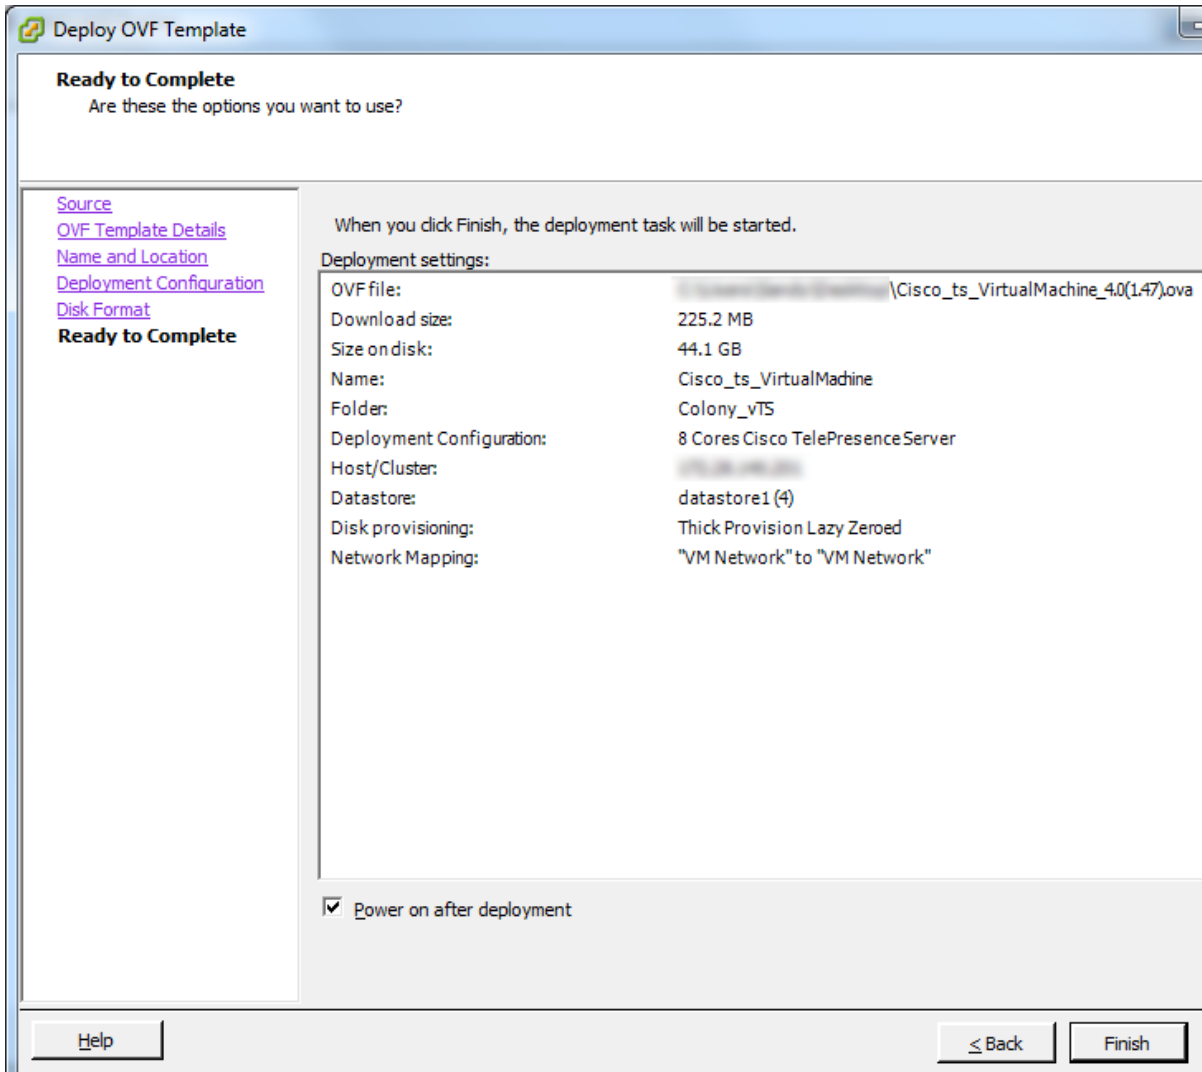 Deploy OVF Template
Ready to Complete
Are these the options you want to use?
Source
OVF Template Details
Name and Location
Deployment Configuration
Disk Format
Ready to Complete
When you click Finish, the deployment task will be started.
Deployment settings:
OVF file: \Cisco_ts_VirtualMachine_4.0(1.47).ova
Download size: 225.2 MB
Size on disk: 44.1 GB
Name: Cisco_ts_VirtualMachine
Folder: Colony_vTS
Deployment Configuration: 8 Cores Cisco TelePresence Server
Host/Cluster:
Datastore: datastore1 (4)
Disk provisioning: Thick Provision Lazy Zeroed
Network Mapping: "VM Network" to "VM Network"
Power on after deployment
Help
< Back
Finish